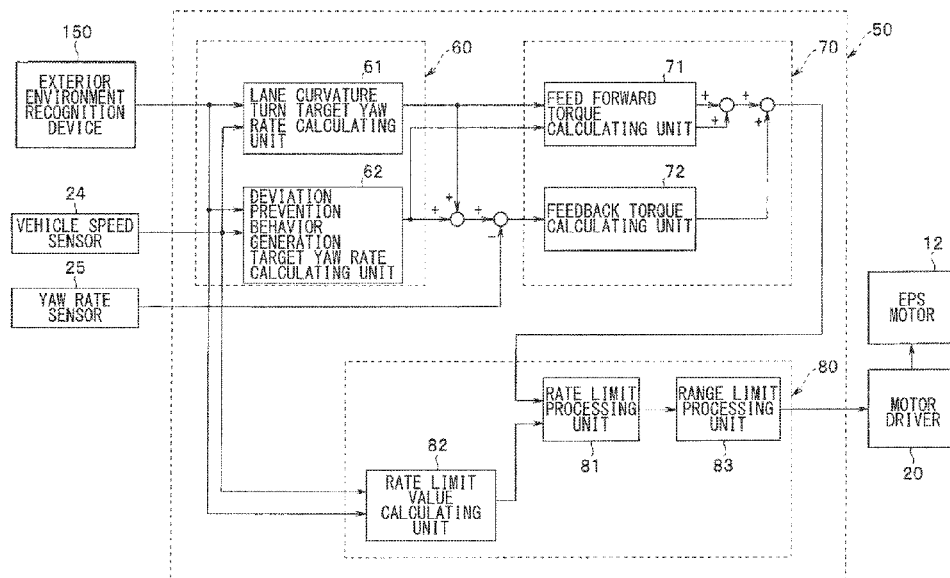 150
EXTERIOR
ENVIRONMENT
RECOGNITION
DEVICE
24
VEHICLE SPEED
SENSOR
25
YAW RATE
SENSOR
60
61
LANE CURVATURE
TURN TARGET YAW
RATE CALCULATING
UNIT
62
DEVIATION
PREVENTION
BEHAVIOR
GENERATION
TARGET YAW RATE
CALCULATING UNIT
+
+
+
-
70
71
FEED FORWARD
TORQUE
CALCULATING UNIT
+
+
+
+
72
FEEDBACK TORQUE
CALCULATING UNIT
50
80
RATE LIMIT
PROCESSING
UNIT
81
RANGE LIMIT
PROCESSING
UNIT
83
82
RATE LIMIT
VALUE
CALCULATING
UNIT
12
EPS
MOTOR
MOTOR
DRIVER
20